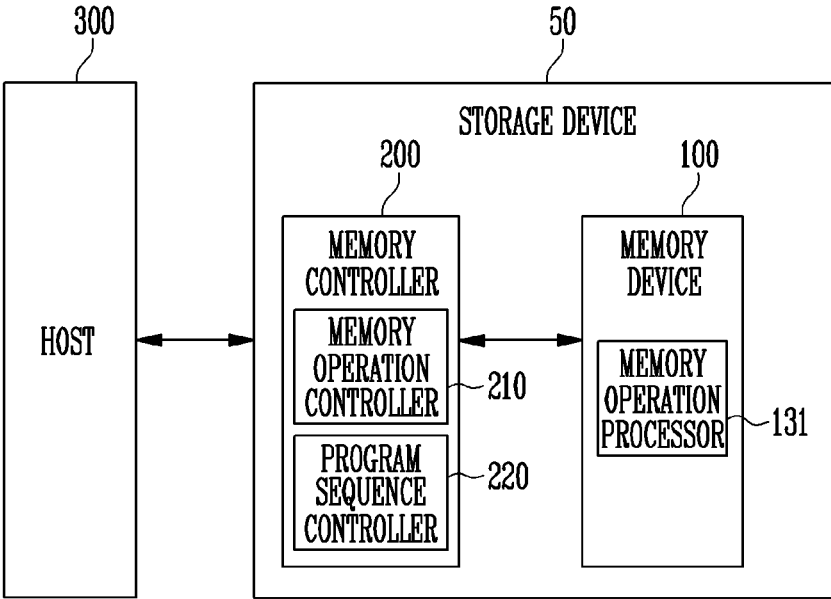 300
50
STORAGE DEVICE
200
100
MEMORY
CONTROLLER
MEMORY
DEVICE
HOST
MEMORY
OPERATION
CONTROLLER
210
MEMORY
OPERATION
PROCESSOR
131
PROGRAM
SEQUENCE
CONTROLLER
220